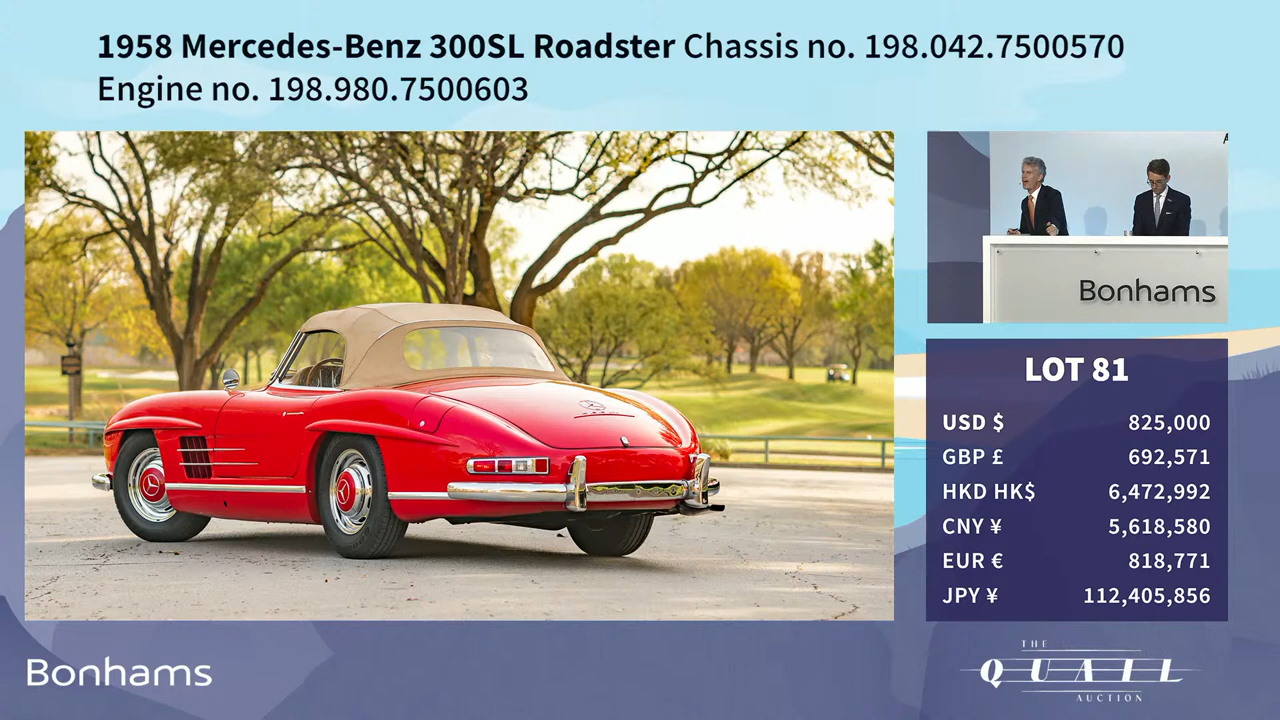 1958 Mercedes-Benz 300SL Roadster Chassis no. 198.042.7500570
Engine no. 198.980.7500603
Bonhams
LOT 81
USD $ 825,000
GBP £ 692,571
HKD HK$ 6,472,992
CNY ¥ 5,618,580
EUR € 818,771
JPY ¥ 112,405,856
Bonhams
THE
QUAIL
AUCTION